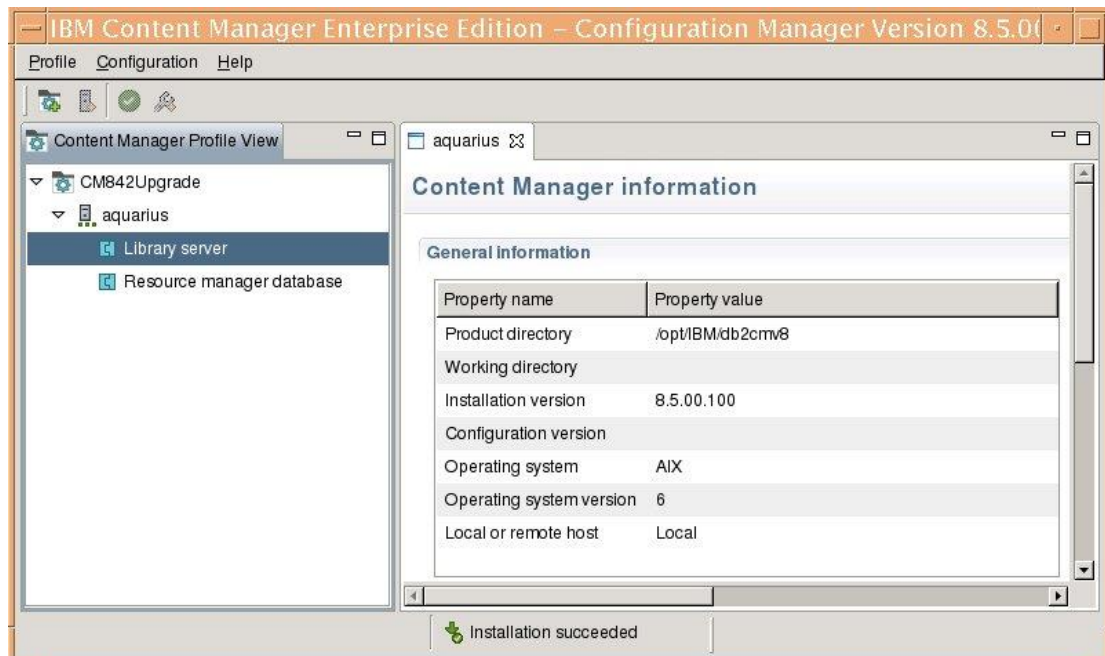 IBM Content Manager Enterprise Edition – Configuration Manager Version 8.5.0
Profile Configuration Help
Content Manager Profile View
aquarius
CM842Upgrade
aquarius
Library server
Resource manager database
Content Manager information
General information
Property name Property value
Product directory /opt/IBM/db2cmv8
Working directory
Installation version 8.5.00.100
Configuration version
Operating system AIX
Operating system version 6
Local or remote host Local
Installation succeeded